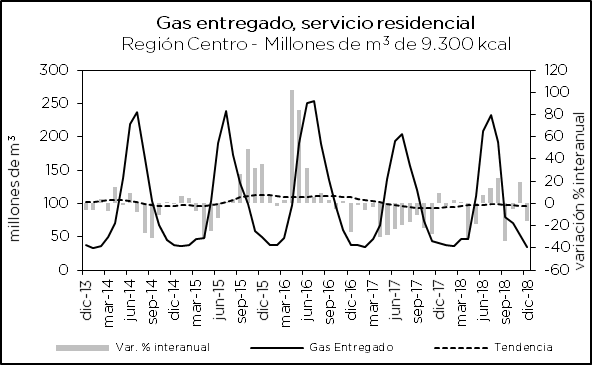 Gas entregado, servicio residencial
Región Centro - Millones de m³ de 9.300 kcal
300
250
200
150
100
50
0
millones de m³
120
100
80
60
40
20
0
-20
-40
-60
variación % interanual
dic-13
mar-14
jun-14
sep-14
dic-14
mar-15
jun-15
sep-15
dic-15
mar-16
jun-16
sep-16
dic-16
mar-17
jun-17
sep-17
dic-17
mar-18
jun-18
sep-18
dic-18
Var. % interanual
Gas Entregado
Tendencia